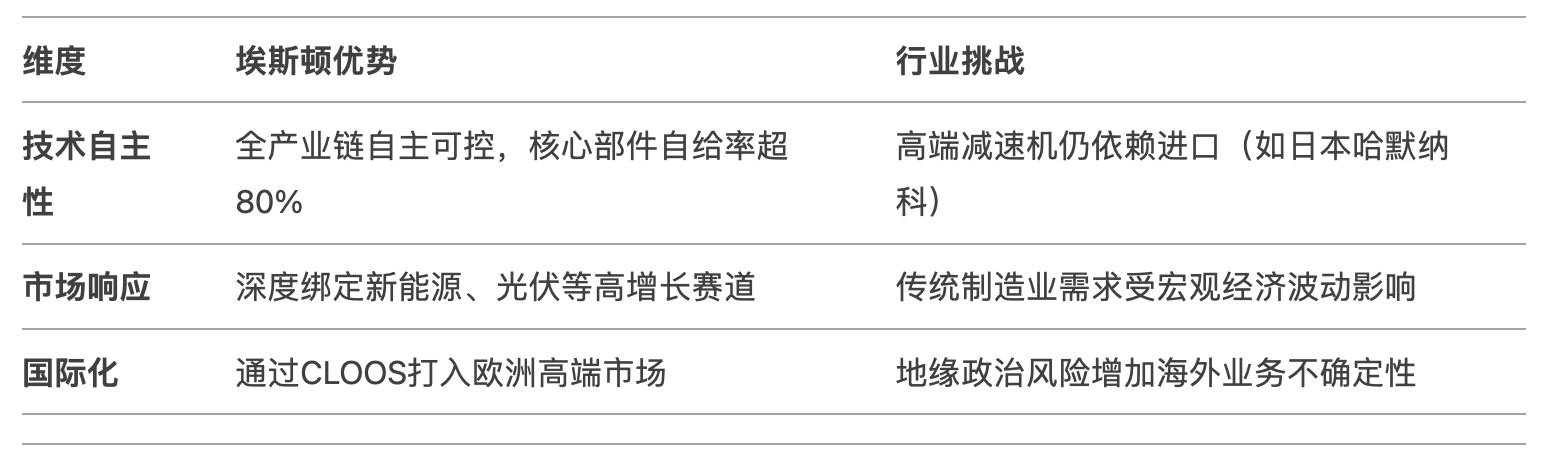 维度 埃斯顿优势 行业挑战
技术自主 全产业链自主可控，核心部件自给率超 高端减速机仍依赖进口（如日本哈默纳
性 80% 科）
市场响应 深度绑定新能源、光伏等高增长赛道 传统制造业需求受宏观经济波动影响
国际化 通过CLOOS打入欧洲高端市场 地缘政治风险增加海外业务不确定性